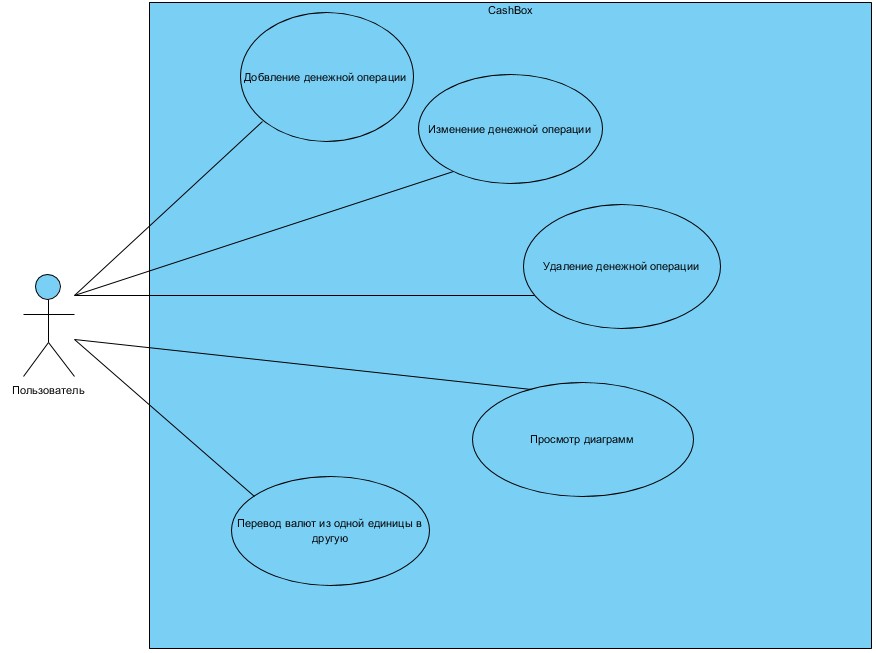 CashBox
Добвление денежной операции
Изменение денежной операции
Удаление денежной операции
Пользователь
Просмотр диаграмм
Перевод валют из одной единицы в
другую